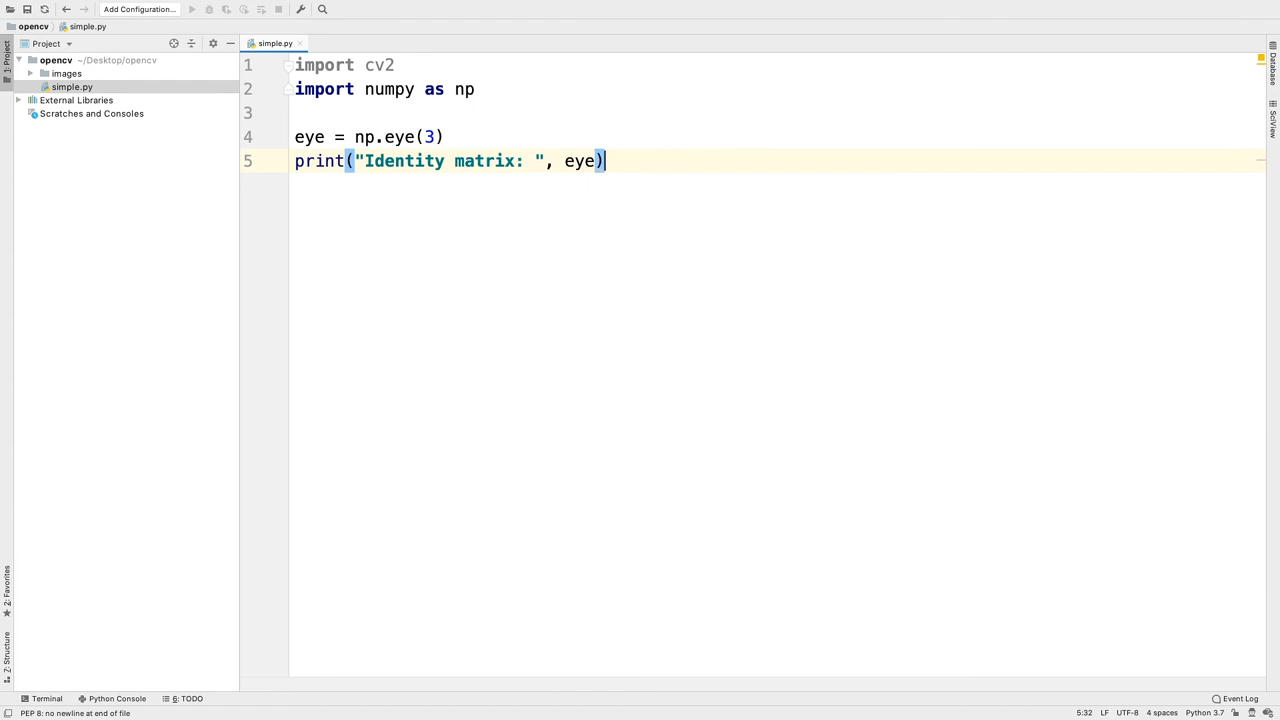 Add Configuration...
opencv
simple.py
1: Project
Project
simple.py
opencv ~/Desktop/opencv
images
simple.py
External Libraries
Scratches and Consoles
1 import cv2
2 import numpy as np
3
4 eye = np.eye(3)
5 print("Identity matrix: ", eye)
Database
SciView
2: Favorites
7: Structure
Terminal
Python Console
6: TODO
Event Log
PEP 8: no newline at end of file
5:32 LF UTF-8 4 spaces Python 3.7